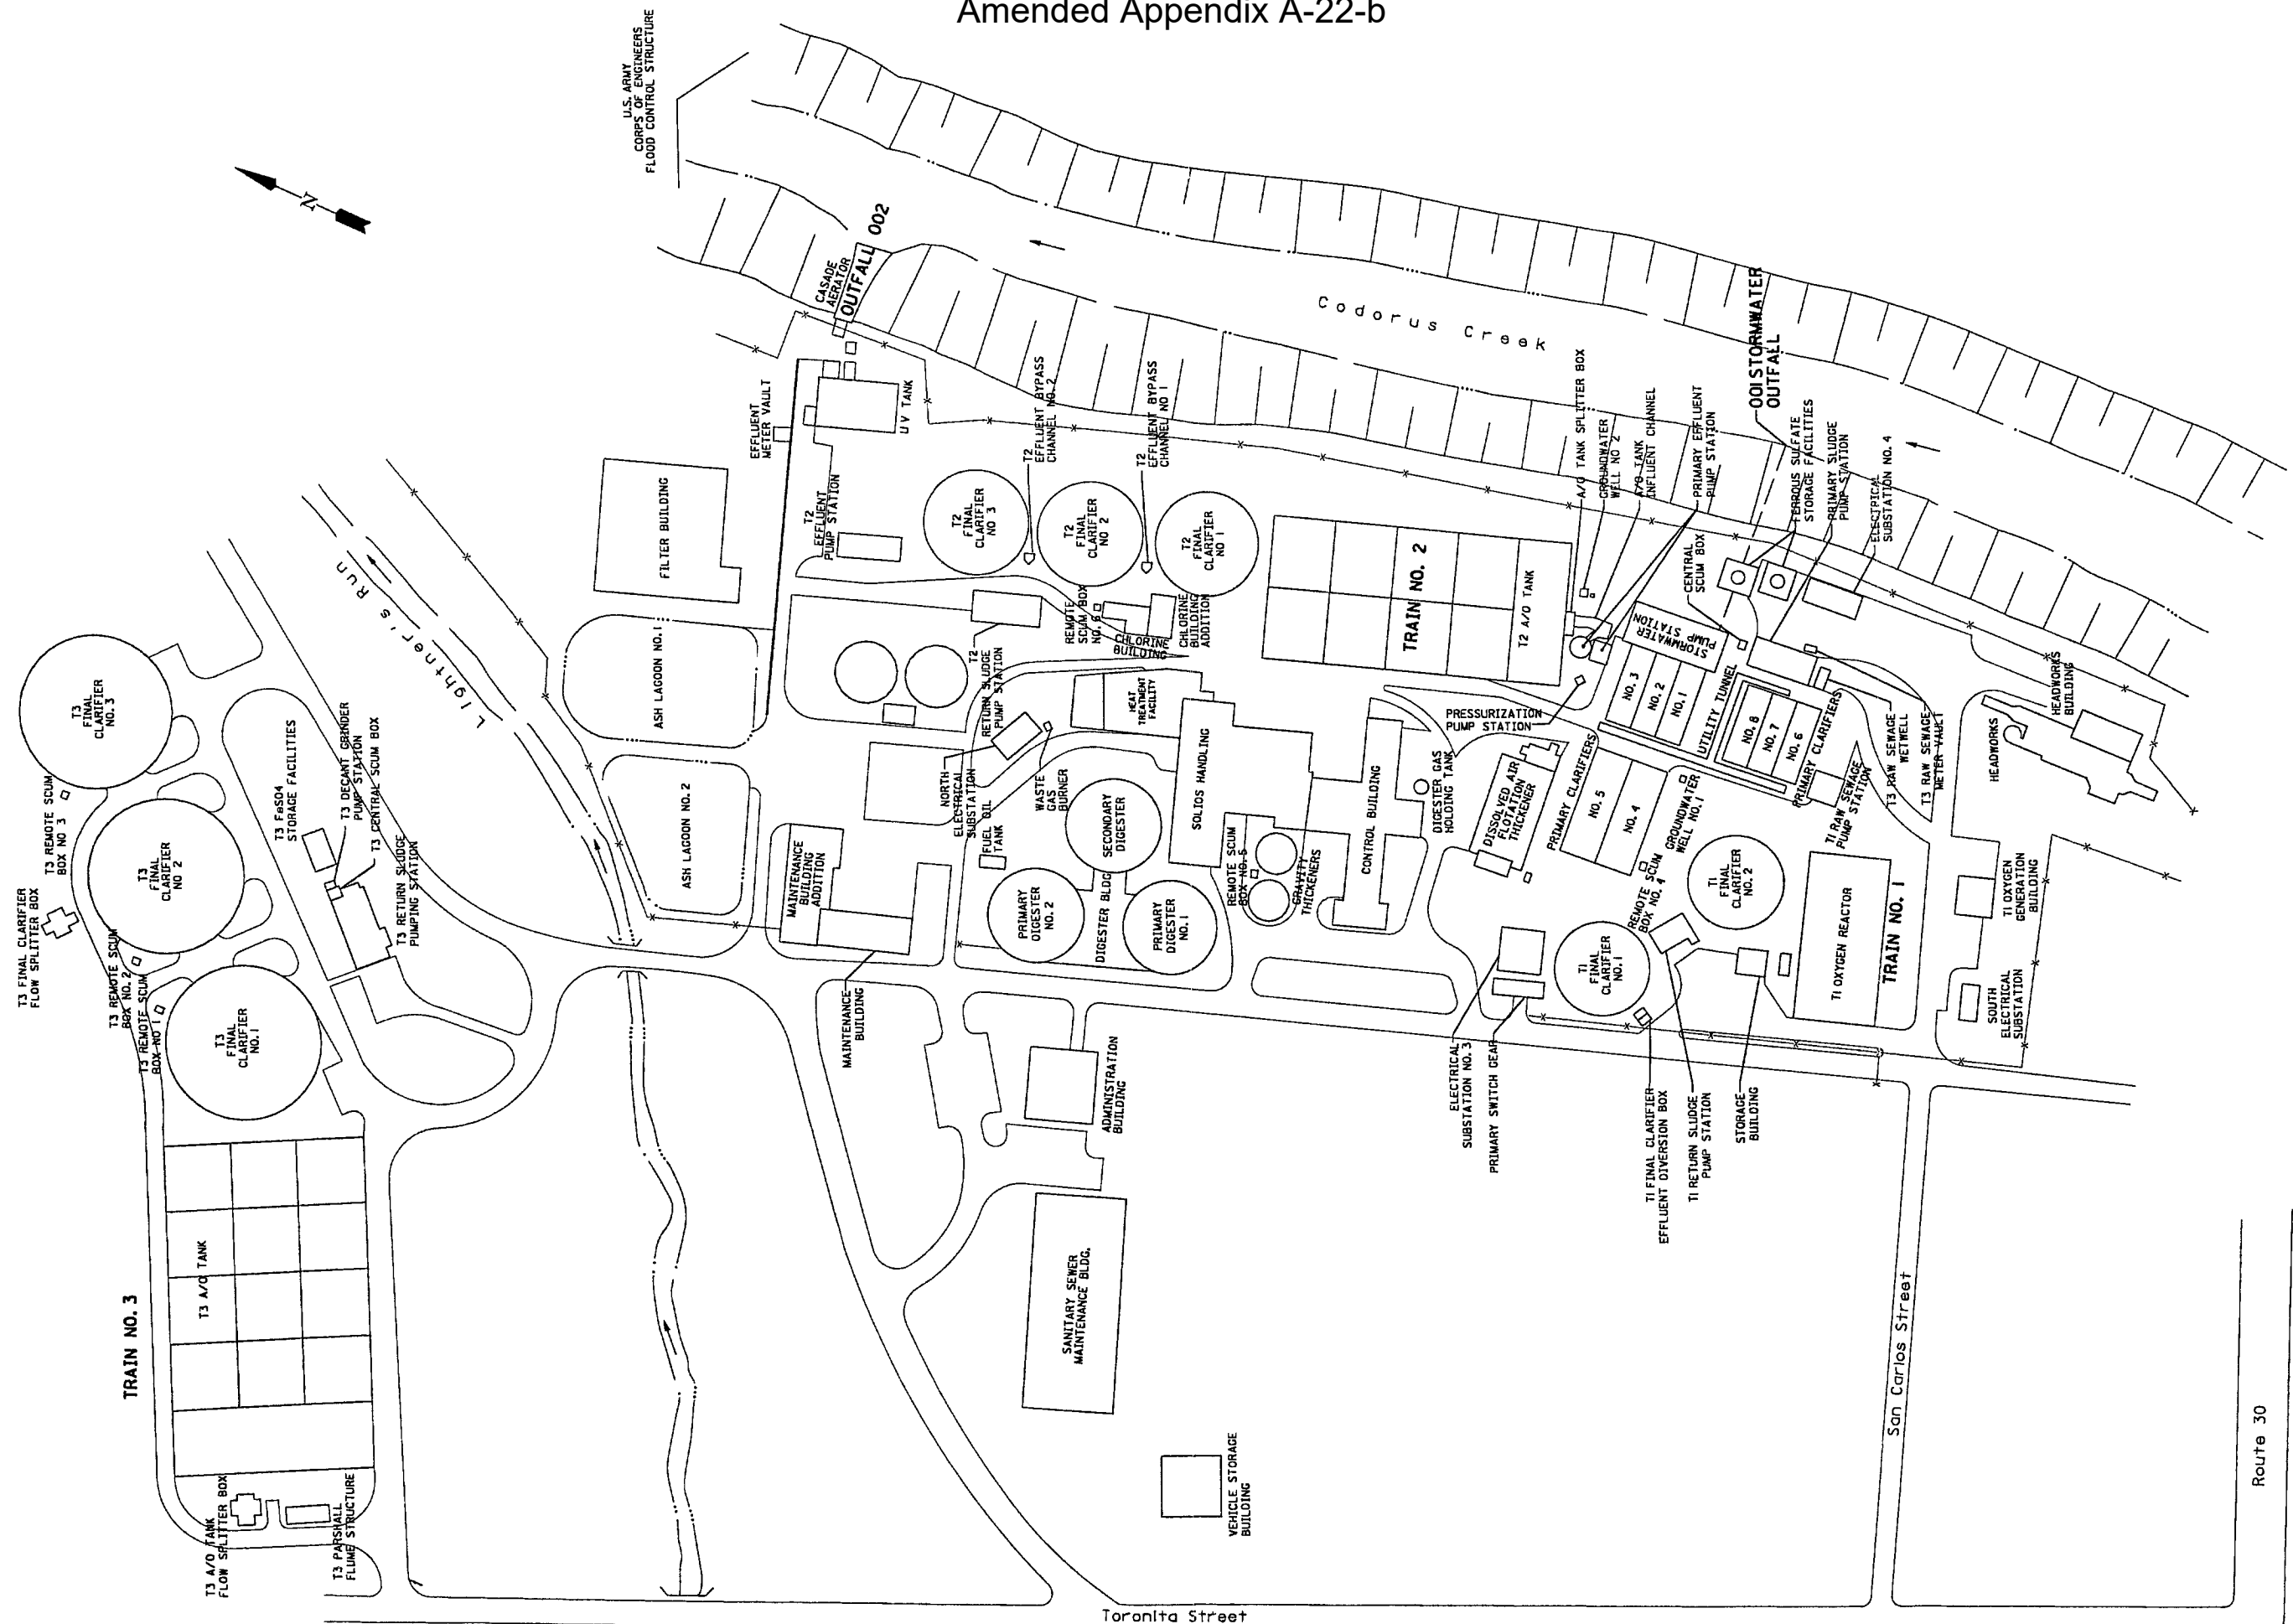 Amended Appendix A-22-b
U.S. ARMY
CORPS OF ENGINEERS
FLOOD CONTROL STRUCTURE
N
CASADE
AERATOR
OUTFALL 002
Codorus Creek
001 STORMWATER
OUTFALL
EFFLUENT
METER VAULT
UV TANK
T2
EFFLUENT BYPASS
CHANNEL NO. 2
T2
EFFLUENT BYPASS
CHANNEL NO 1
A/O TANK SPLITTER BOX
GROUNDWATER
WELL NO 2
A/O TANK
INFLUENT CHANNEL
PRIMARY EFFLUENT
PUMP STATION
FERROUS SULFATE
STORAGE FACILITIES
PRIMARY SLUDGE
PUMP STATION
ELECTRICAL
SUBSTATION NO. 4
CENTRAL
SCUM BOX
FILTER BUILDING
T2
EFFLUENT
PUMP STATION
T2
FINAL
CLARIFIER
NO 3
T2
FINAL
CLARIFIER
NO 2
T2
FINAL
CLARIFIER
NO 1
TRAIN NO. 2
T2 A/O TANK
Lightner's Run
ASH LAGOON NO. 1
ASH LAGOON NO. 2
T2
RETURN SLUDGE
PUMP STATION
REMOTE
SCUM BOX
NO. 6
CHLORINE
BUILDING
CHLORINE
BUILDING
ADDITION
HEAT
TREATMENT
FACILITY
SOLIOS HANDLING
PRESSURIZATION
PUMP STATION
STORMWATER
PUMP STATION
NO. 3
NO. 2
NO. 1
UTILITY TUNNEL
NO. 8
NO. 7
NO. 6
PRIMARY CLARIFIERS
T1 RAW SEWAGE
PUMP STATION
T3 RAW SEWAGE
WETWELL
T3 RAW SEWAGE
METER VAULT
HEADWORKS
HEADWORKS
BUILDING
T3
FINAL
CLARIFIER
NO. 3
T3 REMOTE SCUM
BOX NO 3
T3 FINAL CLARIFIER
FLOW SPLITTER BOX
T3
FINAL
CLARIFIER
NO 2
T3 REMOTE SCUM
BOX NO. 2
T3 REMOTE SCUM
BOX NO 1
T3
FINAL
CLARIFIER
NO. 1
T3 FeSO4
STORAGE FACILITIES
T3 DECANT GRINDER
PUMP STATION
T3 CENTRAL SCUM BOX
T3 RETURN SLUDGE
PUMPING STATION
NORTH
ELECTRICAL
SUBSTATION
FUEL OIL
TANK
WASTE
GAS
BURNER
SECONDARY
DIGESTER
PRIMARY
DIGESTER
NO. 2
DIGESTER BLDG
PRIMARY
DIGESTER
NO. 1
REMOTE SCUM
BOX NO. 5
GRAVITY
THICKENERS
CONTROL BUILDING
DIGESTER GAS
HOLDING TANK
DISSOLVED AIR
FLOTATION
THICKENER
PRIMARY CLARIFIERS
NO. 5
NO. 4
GROUNDWATER
WELL NO. 1
REMOTE SCUM
BOX NO. 4
T1
FINAL
CLARIFIER
NO. 2
T1
FINAL
CLARIFIER
NO. 1
T1 OXYGEN REACTOR
TRAIN NO. 1
T1 OXYGEN
GENERATION
BUILDING
SOUTH
ELECTRICAL
SUBSTATION
MAINTENANCE
BUILDING
ADDITION
MAINTENANCE
BUILDING
ADMINISTRATION
BUILDING
ELECTRICAL
SUBSTATION NO. 3
PRIMARY SWITCH GEAR
T1 FINAL CLARIFIER
EFFLUENT DIVERSION BOX
T1 RETURN SLUDGE
PUMP STATION
STORAGE
BUILDING
TRAIN NO. 3
T3 A/O TANK
SANITARY SEWER
MAINTENANCE BLDG.
VEHICLE STORAGE
BUILDING
T3 A/O TANK
FLOW SPLITTER BOX
T3 PARSHALL
FLUME STRUCTURE
San Carlos Street
Route 30
Toronita Street